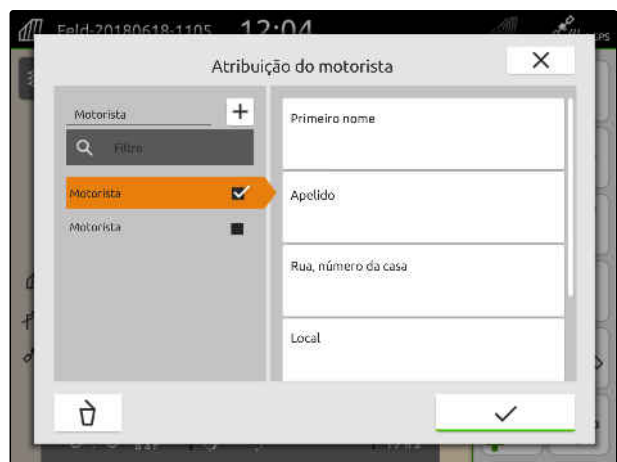 Feld-20180618-1105 12:04
Atribuição do motorista
Motorista
Filtro
Motorista
Motorista
Primeiro nome
Apelido
Rua, número da casa
Local